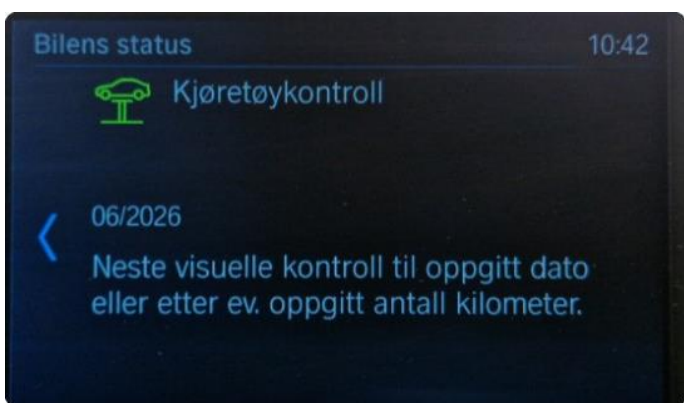 Bilens status 10:42
Kjøretøykontroll
06/2026
Neste visuelle kontroll til oppgitt dato
eller etter ev. oppgitt antall kilometer.